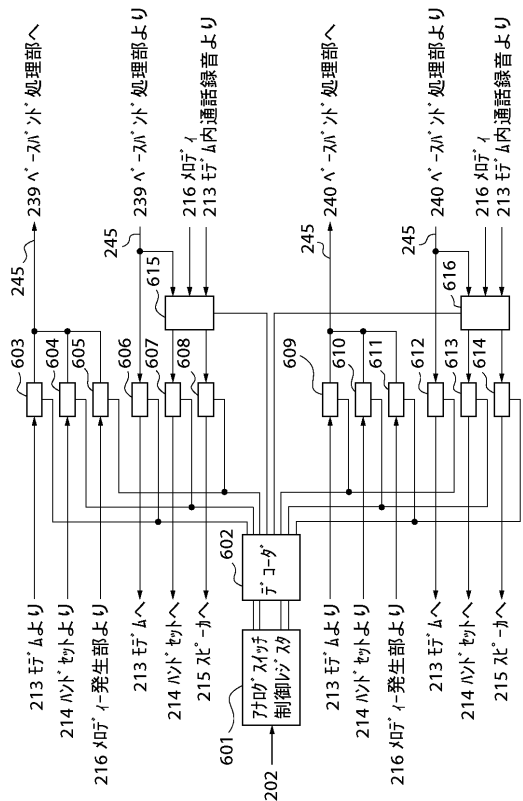 213 ﾓﾃﾞﾑより
214 ﾊﾝﾄﾞｾｯﾄより
216 ﾒﾛﾃﾞｨｰ発生部より
603
604
605
245
239 ﾍﾞｰｽﾊﾞﾝﾄﾞ処理部へ
213 ﾓﾃﾞﾑへ
214 ﾊﾝﾄﾞｾｯﾄへ
215 ｽﾋﾟｰｶへ
606
607
608
615
245
239 ﾍﾞｰｽﾊﾞﾝﾄﾞ処理部より
216 ﾒﾛﾃﾞｨ
213 ﾓﾃﾞﾑ内通話録音より
202
601
ｱﾅﾛｸﾞｽｲｯﾁ
制御ﾚｼﾞｽﾀ
602
ﾃﾞｺｰﾀﾞ
213 ﾓﾃﾞﾑより
214 ﾊﾝﾄﾞｾｯﾄより
216 ﾒﾛﾃﾞｨｰ発生部より
609
610
611
245
240 ﾍﾞｰｽﾊﾞﾝﾄﾞ処理部へ
213 ﾓﾃﾞﾑへ
214 ﾊﾝﾄﾞｾｯﾄへ
215 ｽﾋﾟｰｶへ
612
613
614
616
245
240 ﾍﾞｰｽﾊﾞﾝﾄﾞ処理部より
216 ﾒﾛﾃﾞｨ
213 ﾓﾃﾞﾑ内通話録音より